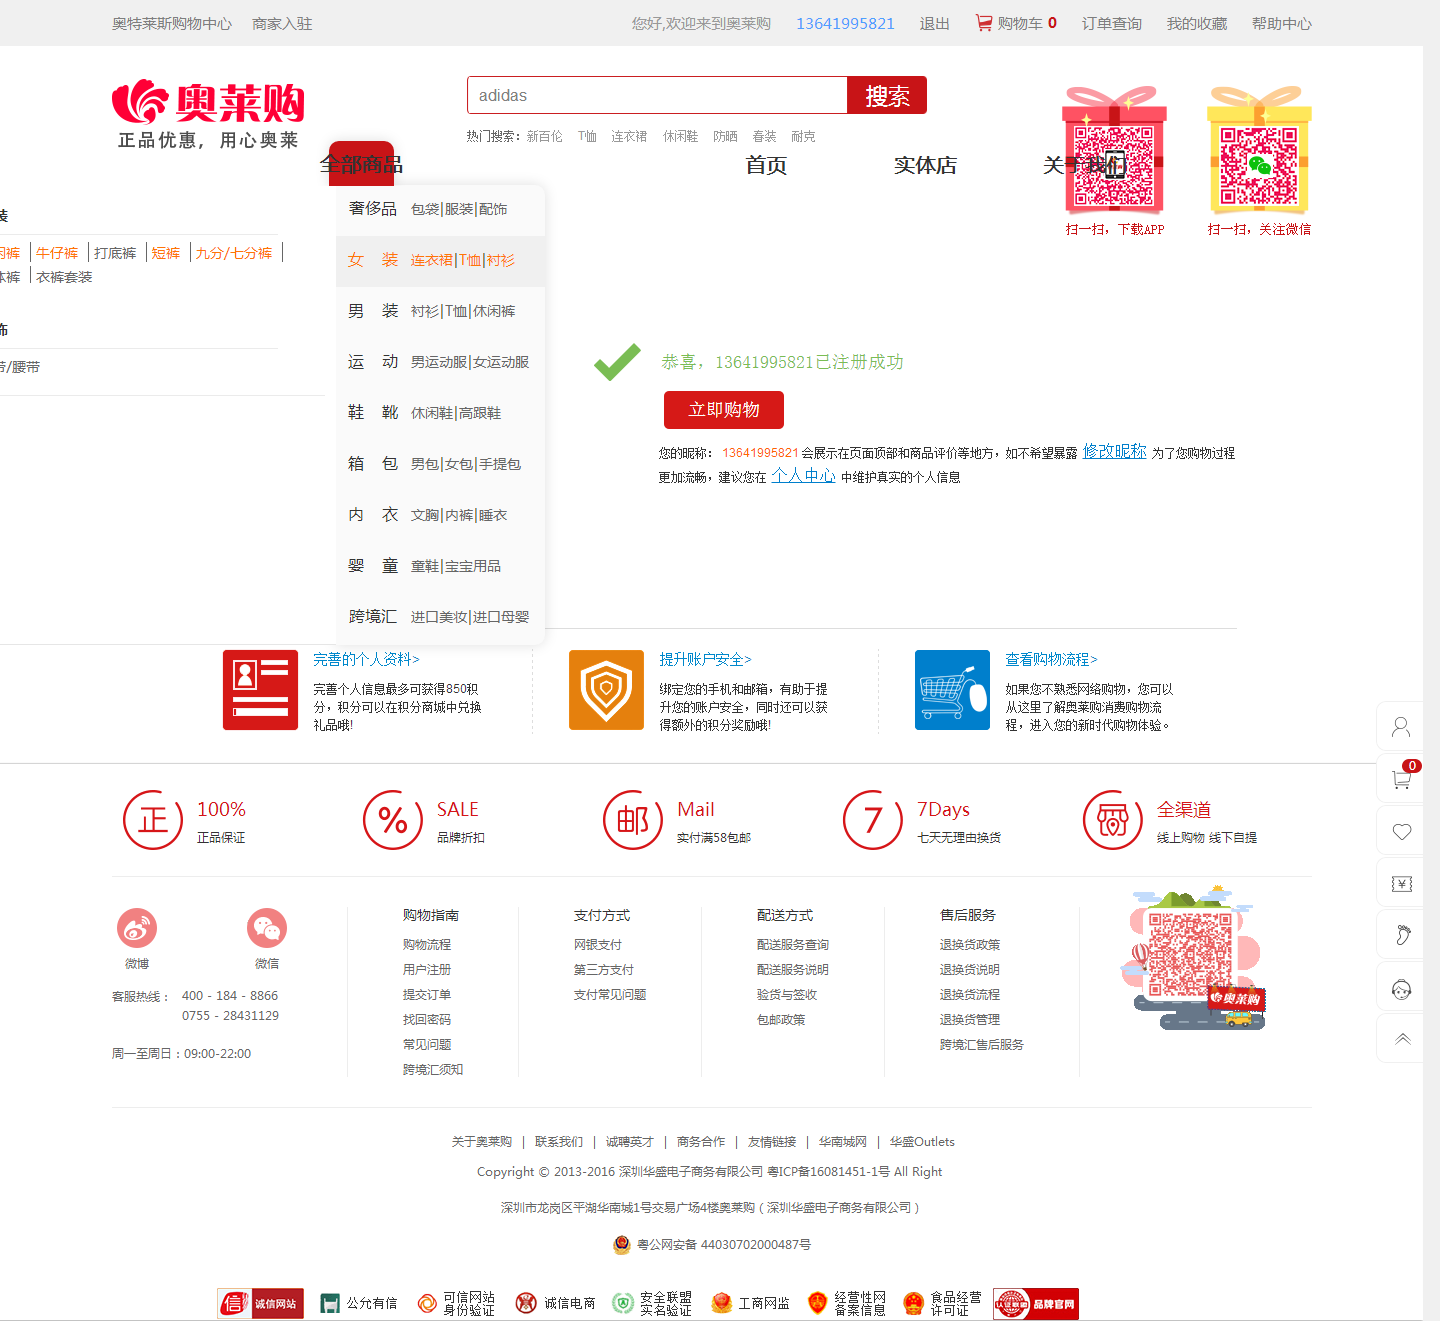 奥特莱斯购物中心 商家入驻 您好,欢迎来到奥莱购 13641995821 退出 购物车 0 订单查询 我的收藏 帮助中心
奥莱购
正品优惠，用心奥莱
adidas 搜索
热门搜索: 新百伦 T恤 连衣裙 休闲鞋 防晒 春装 耐克
全部商品 首页 实体店 关于我们
扫一扫，下载APP 扫一扫，关注微信
装
闲裤 牛仔裤 打底裤 短裤 九分/七分裤
体裤 衣裤套装
饰
带/腰带
奢侈品 包袋|服装|配饰
女 装 连衣裙|T恤|衬衫
男 装 衬衫|T恤|休闲裤
运 动 男运动服|女运动服
鞋 靴 休闲鞋|高跟鞋
箱 包 男包|女包|手提包
内 衣 文胸|内裤|睡衣
婴 童 童鞋|宝宝用品
跨境汇 进口美妆|进口母婴
恭喜，13641995821已注册成功
立即购物
您的昵称: 13641995821 会展示在页面顶部和商品评价等地方，如不希望暴露 修改昵称 为了您购物过程
更加流畅，建议您在 个人中心 中维护真实的个人信息
完善的个人资料>
完善个人信息最多可获得850积
分，积分可以在积分商城中兑换
礼品哦!
提升账户安全>
绑定您的手机和邮箱，有助于提
升您的账户安全，同时还可以获
得额外的积分奖励哦!
查看购物流程>
如果您不熟悉网络购物，您可以
从这里了解奥莱购消费购物流
程，进入您的新时代购物体验。
0
正 100%
正品保证
% SALE
品牌折扣
邮 Mail
实付满58包邮
7 7Days
七天无理由换货
全渠道
线上购物 线下自提
微博 微信
客服热线： 400 - 184 - 8866
0755 - 28431129
周一至周日：09:00-22:00
购物指南
购物流程
用户注册
提交订单
找回密码
常见问题
跨境汇须知
支付方式
网银支付
第三方支付
支付常见问题
配送方式
配送服务查询
配送服务说明
验货与签收
包邮政策
售后服务
退换货政策
退换货说明
退换货流程
退换货管理
跨境汇售后服务
奥莱购
关于奥莱购 | 联系我们 | 诚聘英才 | 商务合作 | 友情链接 | 华南城网 | 华盛Outlets
Copyright © 2013-2016 深圳华盛电子商务有限公司 粤ICP备16081451-1号 All Right
深圳市龙岗区平湖华南城1号交易广场4楼奥莱购（深圳华盛电子商务有限公司）
粤公网安备 44030702000487号
信 诚信网站 公允有信 可信网站 身份验证 诚信电商 安全联盟 实名验证 工商网监 经营性网 备案信息 食品经营 许可证 认证联盟 品牌官网